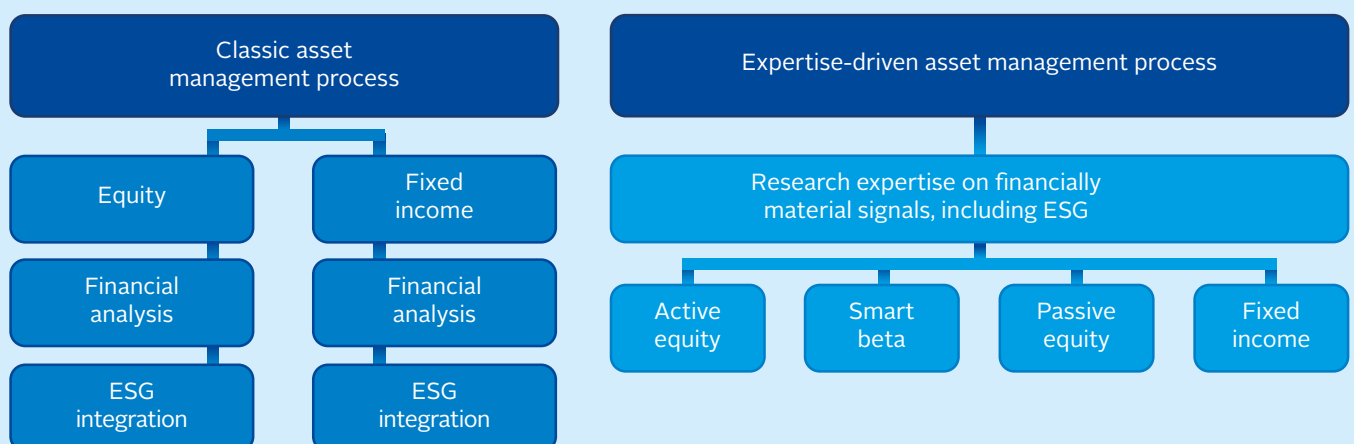 Classic asset
management process
Equity
Fixed
income
Financial
analysis
Financial
analysis
ESG
integration
ESG
integration
Expertise-driven asset management process
Research expertise on financially
material signals, including ESG
Active
equity
Smart
beta
Passive
equity
Fixed
income